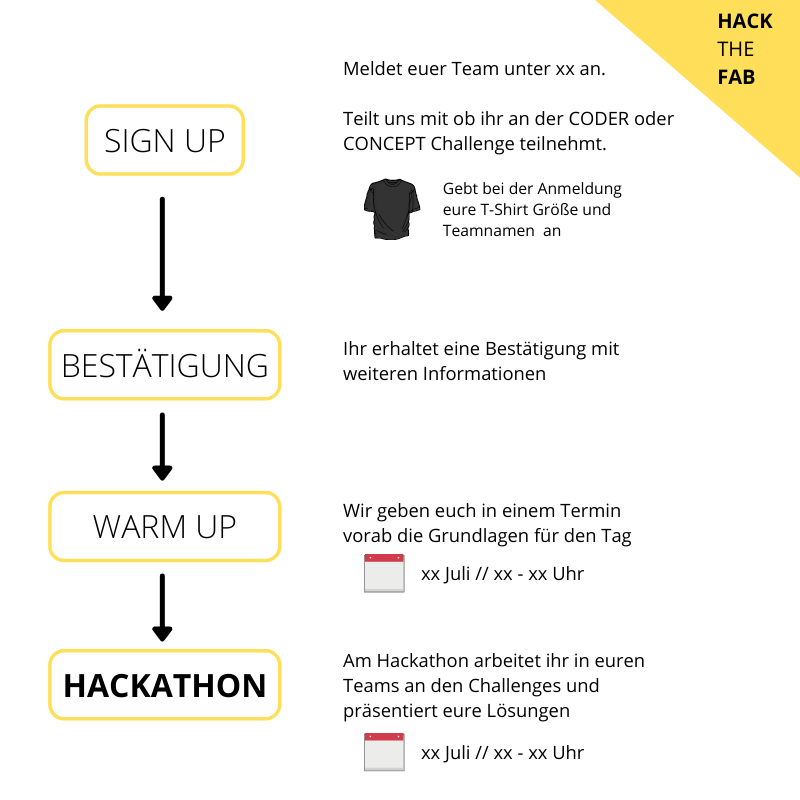 HACK
THE
FAB
Meldet euer Team unter xx an.
SIGN UP
Teilt uns mit ob ihr an der CODER oder
CONCEPT Challenge teilnehmt.
Gebt bei der Anmeldung
eure T-Shirt Größe und
Teamnamen  an
BESTÄTIGUNG
Ihr erhaltet eine Bestätigung mit
weiteren Informationen
WARM UP
Wir geben euch in einem Termin
vorab die Grundlagen für den Tag
xx Juli // xx - xx Uhr
HACKATHON
Am Hackathon arbeitet ihr in euren
Teams an den Challenges und
präsentiert eure Lösungen
xx Juli // xx - xx Uhr